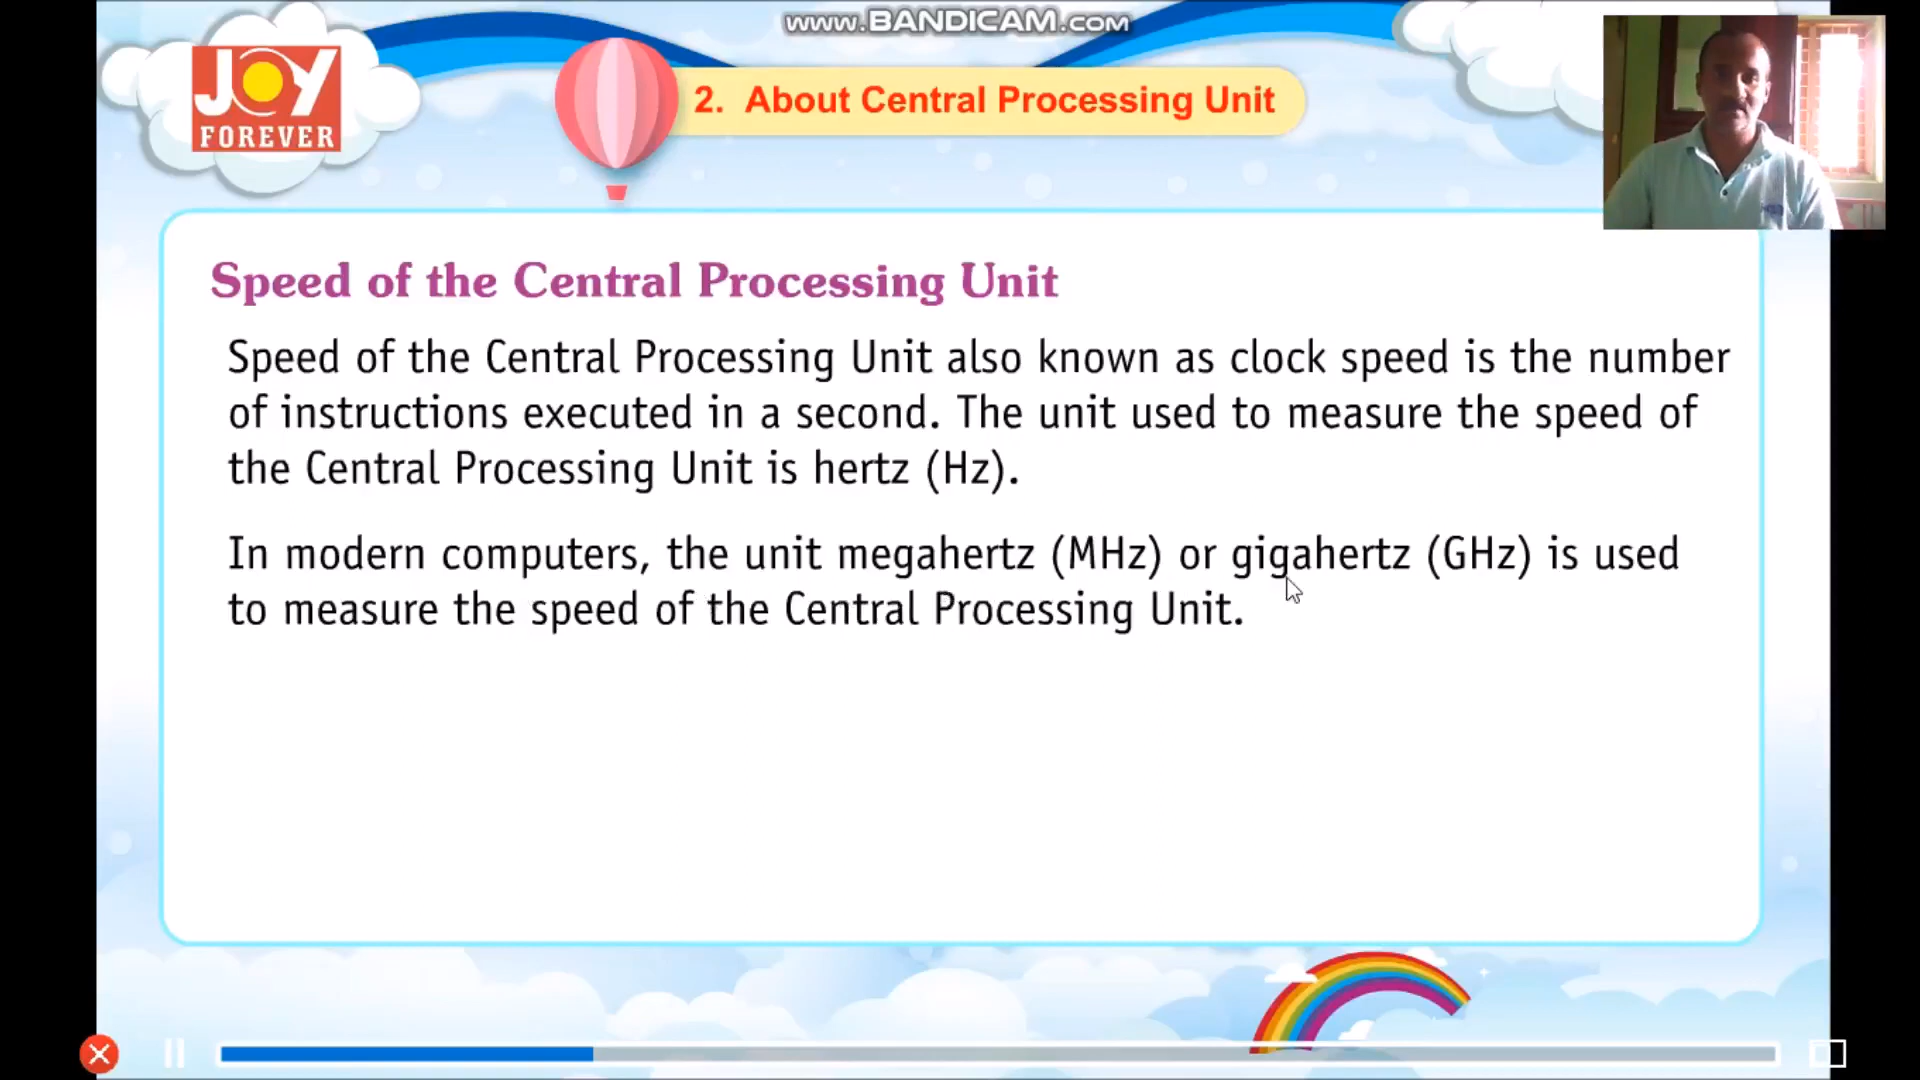 www.BANDICAM.com
JOY
FOREVER
2. About Central Processing Unit
Speed of the Central Processing Unit
Speed of the Central Processing Unit also known as clock speed is the number
of instructions executed in a second. The unit used to measure the speed of
the Central Processing Unit is hertz (Hz).
In modern computers, the unit megahertz (MHz) or gigahertz (GHz) is used
to measure the speed of the Central Processing Unit.